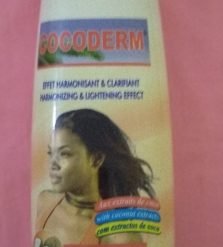 COCODERM
EFFET HARMONISANT & CLARIFIANT
HARMONIZING & LIGHTENING EFFECT
Aux extraits de coco
with coconut extracts
com extractos de coco